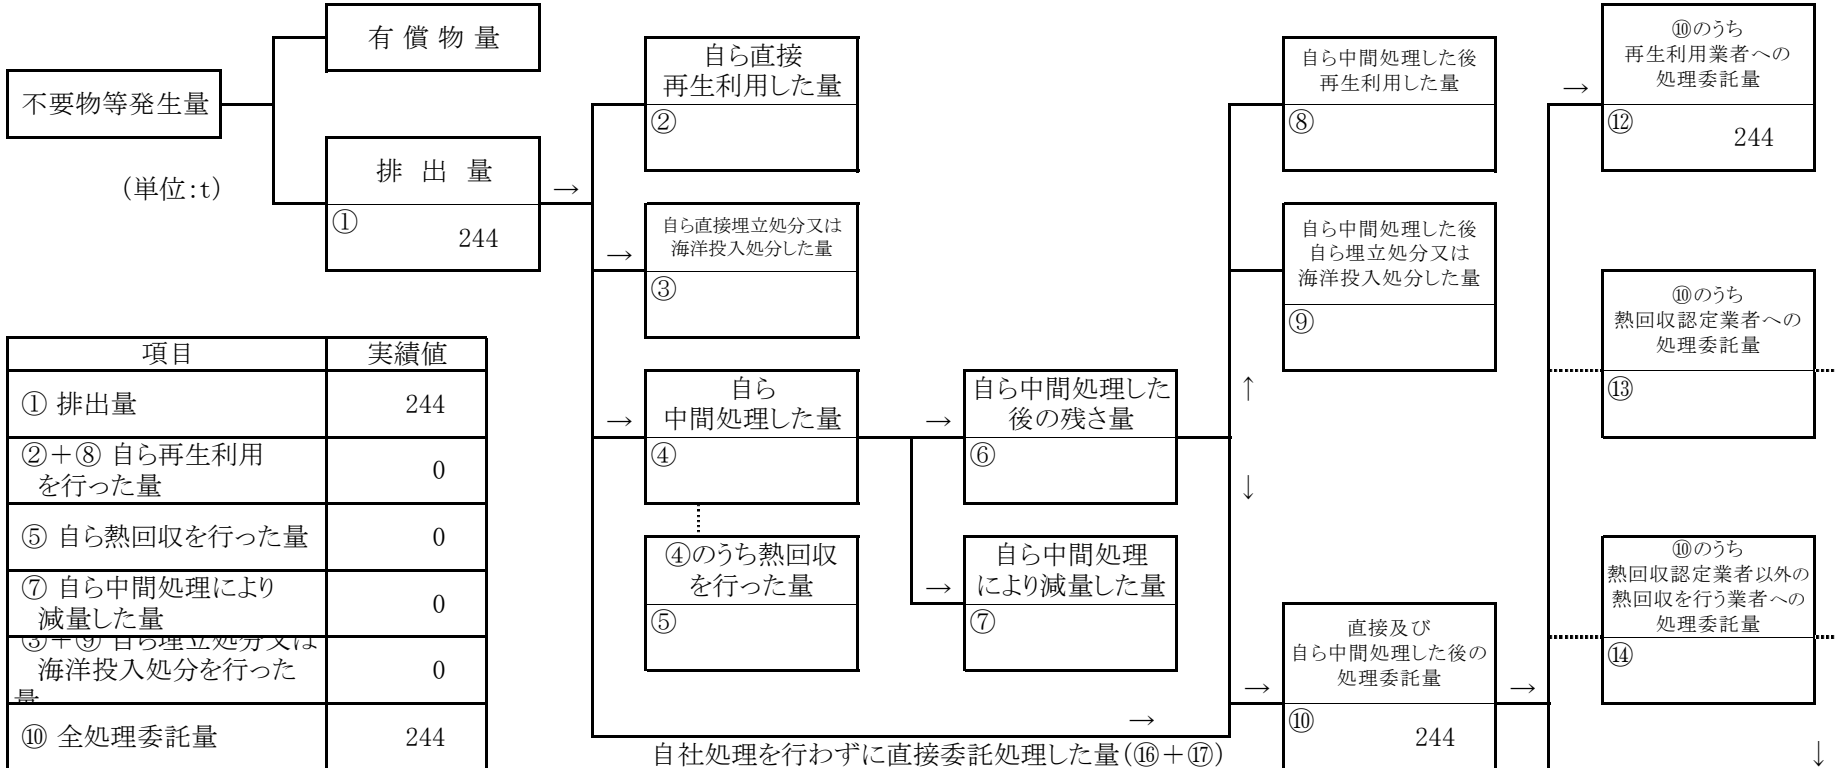 有償物量
不要物等発生量
(単位:t)
排出量
→
①
244
自ら直接
再生利用した量
②
→
自ら直接埋立処分又は
海洋投入処分した量
③
→
自ら
中間処理した量
④
④のうち熱回収
を行った量
⑤
→
自ら中間処理した
後の残さ量
⑥
→
自ら中間処理
により減量した量
⑦
↑
↓
自ら中間処理した後
再生利用した量
⑧
自ら中間処理した後
自ら埋立処分又は
海洋投入処分した量
⑨
→
自社処理を行わずに直接委託処理した量(⑯+⑰)
→
直接及び
自ら中間処理した後の
処理委託量
⑩
244
→
→
⑩のうち
再生利用業者への
処理委託量
⑫
244
⑩のうち
熱回収認定業者への
処理委託量
⑬
⑩のうち
熱回収認定業者以外の
熱回収を行う業者への
処理委託量
⑭
↓
項目 実績値
① 排出量 244
②+⑧ 自ら再生利用
を行った量 0
⑤ 自ら熱回収を行った量 0
⑦ 自ら中間処理により
減量した量 0
③+⑨ 自ら埋立処分又は
海洋投入処分を行った 0
量
⑩ 全処理委託量 244